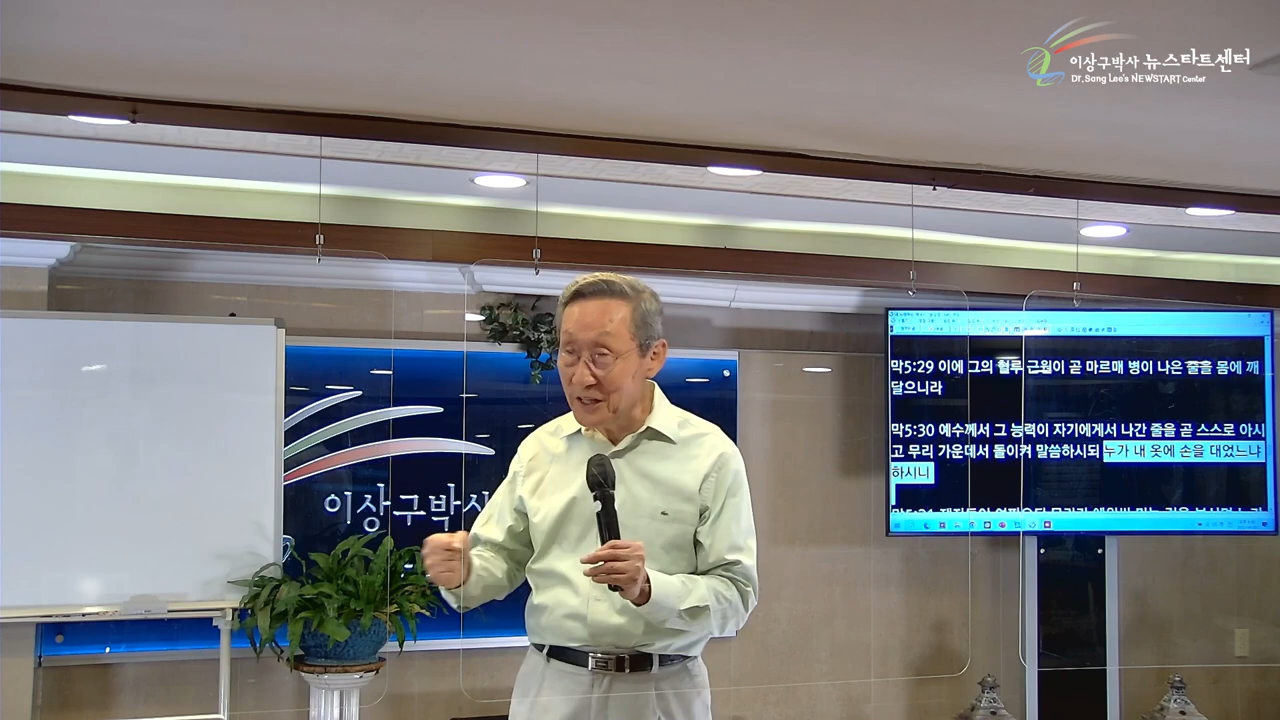 이상구박사 뉴스타트센터
Dr. Sang Lee's NEWSTART Center
이상구박사
막5:29 이에 그의 혈루 근원이 곧 마르매 병이 나은 줄을 몸에 깨
달으니라
막5:30 예수께서 그 능력이 자기에게서 나간 줄을 곧 스스로 아시
고 무리 가운데서 돌이켜 말씀하시되 누가 내 옷에 손을 대었느냐
하시니